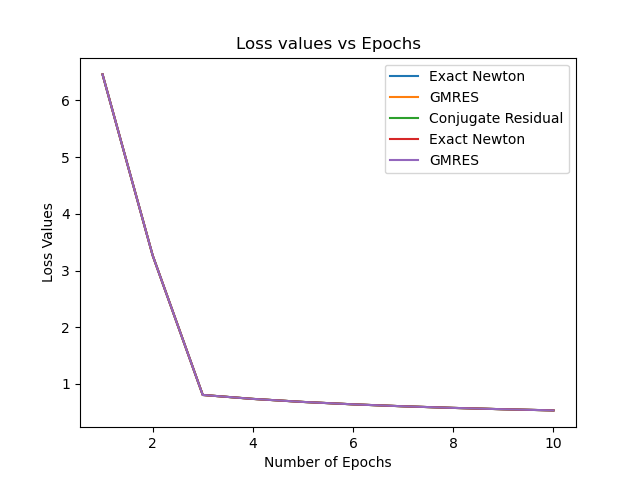 Loss values vs Epochs
Exact Newton
GMRES
Conjugate Residual
Exact Newton
GMRES
6
5
4
3
2
1
Loss Values
2 4 6 8 10
Number of Epochs